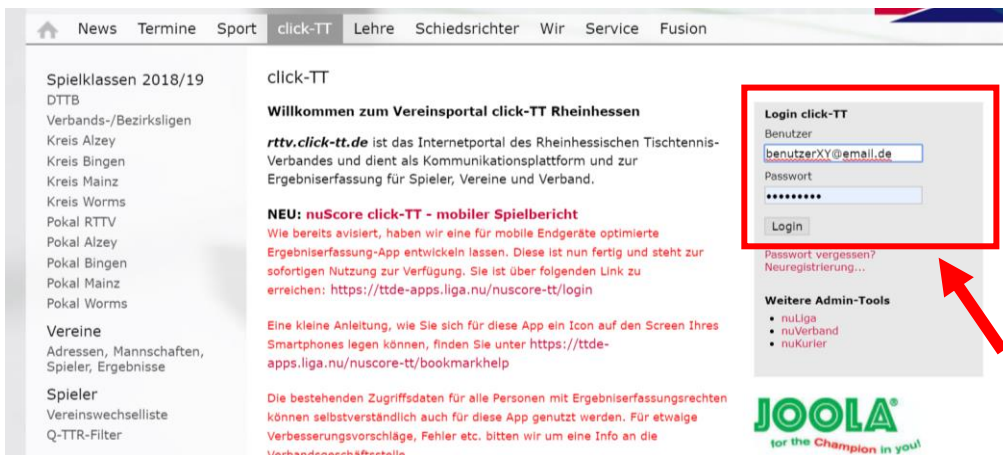 News Termine Sport click-TT Lehre Schiedsrichter Wir Service Fusion
Spielklassen 2018/19
DTTB
Verbands-/Bezirksligen
Kreis Alzey
Kreis Bingen
Kreis Mainz
Kreis Worms
Pokal RTTV
Pokal Alzey
Pokal Bingen
Pokal Mainz
Pokal Worms
Vereine
Adressen, Mannschaften,
Spieler, Ergebnisse
Spieler
Vereinswechselliste
Q-TTR-Filter
click-TT
Willkommen zum Vereinsportal click-TT Rheinhessen
rttv.click-tt.de ist das Internetportal des Rheinhessischen Tischtennis-
Verbandes und dient als Kommunikationsplattform und zur
Ergebniserfassung für Spieler, Vereine und Verband.
NEU: nuScore click-TT - mobiler Spielbericht
Wie bereits avisiert, haben wir eine für mobile Endgeräte optimierte
Ergebniserfassung-App entwickeln lassen. Diese ist nun fertig und steht zur
sofortigen Nutzung zur Verfügung. Sie ist über folgenden Link zu
erreichen: https://ttde-apps.liga.nu/nuscore-tt/login
Eine kleine Anleitung, wie Sie sich für diese App ein Icon auf den Screen Ihres
Smartphones legen können, finden Sie unter https://ttde-
apps.liga.nu/nuscore-tt/bookmarkhelp
Die bestehenden Zugriffsdaten für alle Personen mit Ergebniserfassungsrechten
können selbstverständlich auch für diese App genutzt werden. Für etwaige
Verbesserungsvorschläge, Fehler etc. bitten wir um eine Info an die
Verbandsgeschäftsstelle.
Login click-TT
Benutzer
benutzerXY@email.de
Passwort
•••••••••
Login
Passwort vergessen?
Neuregistrierung...
Weitere Admin-Tools
• nuLiga
• nuVerband
• nuKurier
JOOLA®
for the Champion in you!